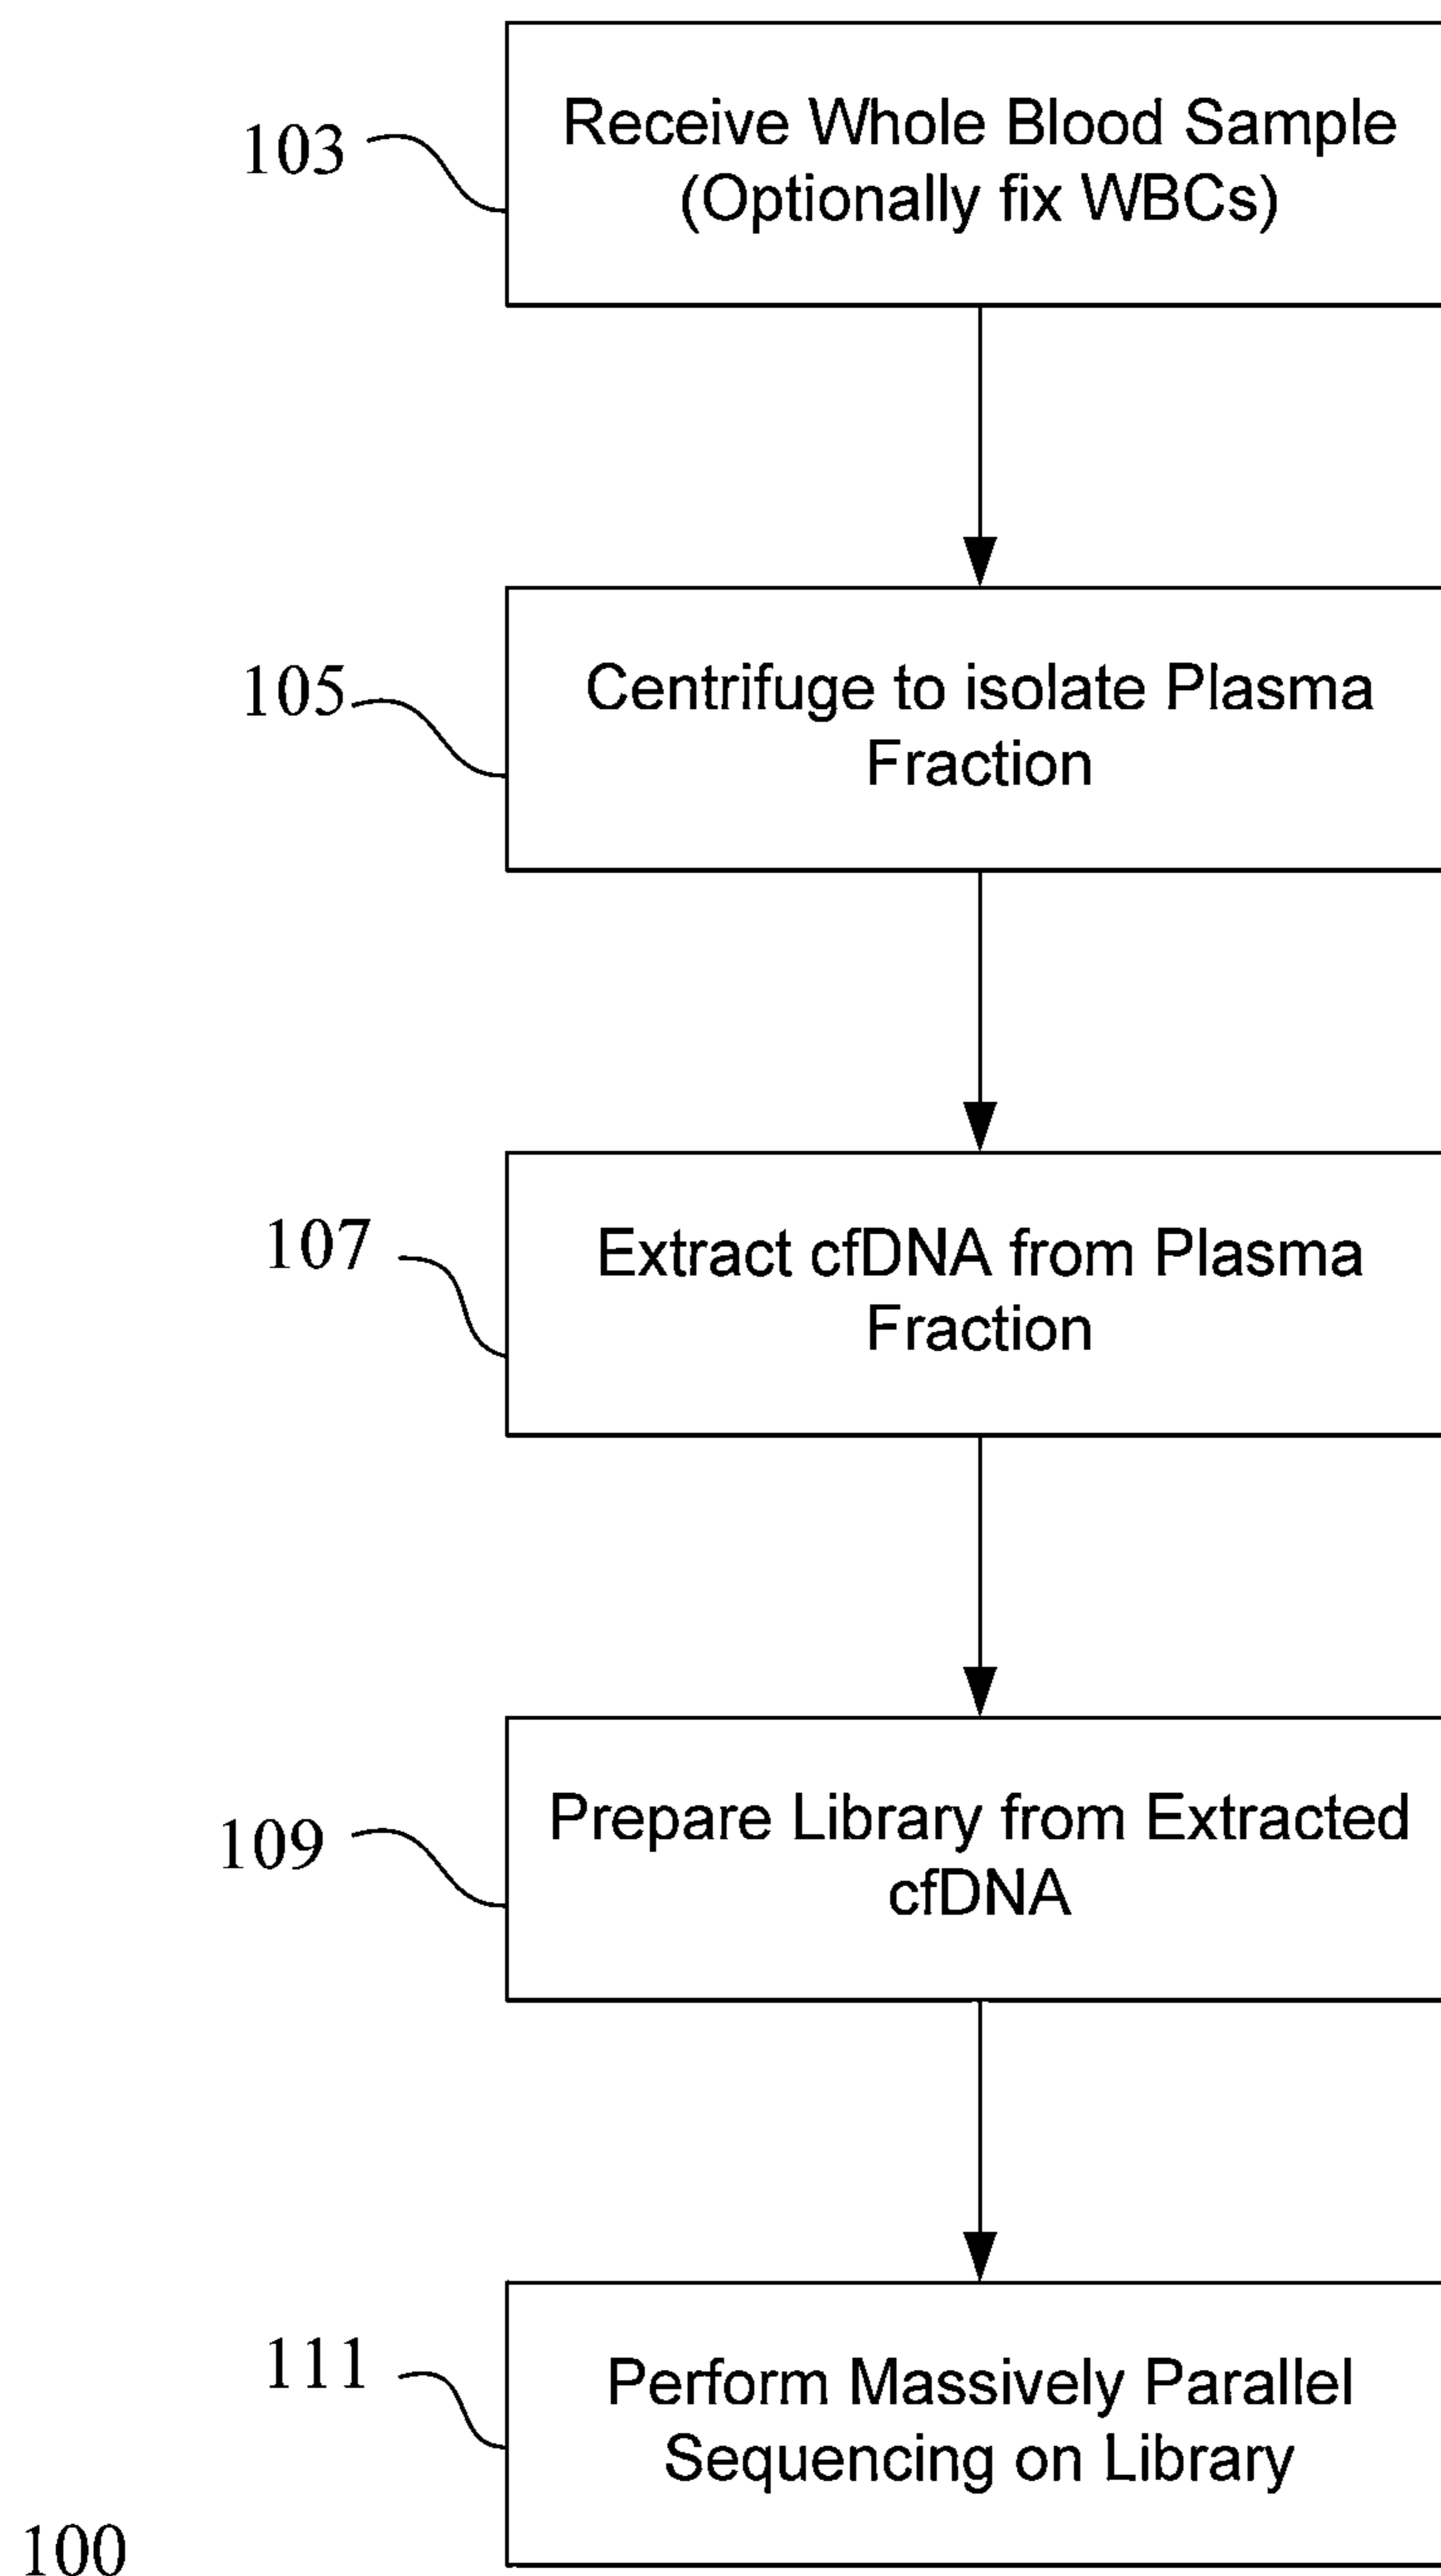 103
Receive Whole Blood Sample
(Optionally fix WBCs)
105
Centrifuge to isolate Plasma
Fraction
107
Extract cfDNA from Plasma
Fraction
109
Prepare Library from Extracted
cfDNA
111
Perform Massively Parallel
Sequencing on Library
100